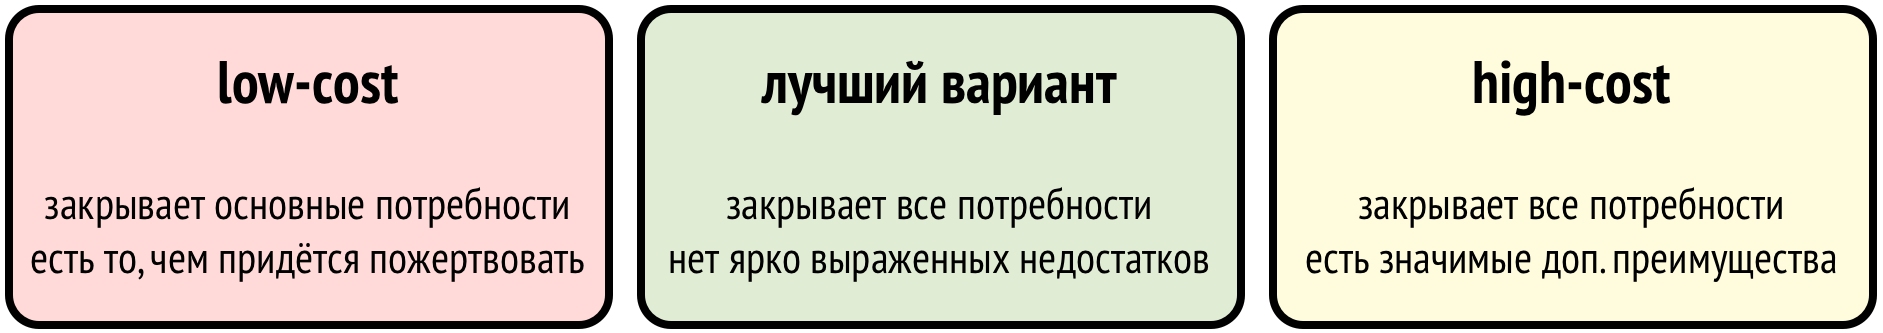 low-cost
закрывает основные потребности
есть то, чем придётся пожертвовать
лучший вариант
закрывает все потребности
нет ярко выраженных недостатков
high-cost
закрывает все потребности
есть значимые доп. преимущества